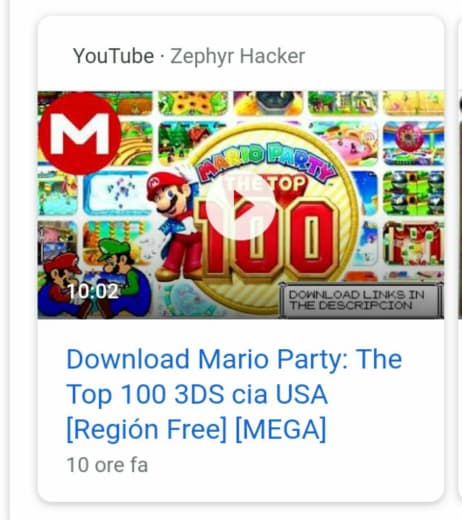 YouTube · Zephyr Hacker
M
MARIO PARTY
THE TOP
100
10:02
DOWNLOAD LINKS IN
THE DESCRIPCION
Download Mario Party: The
Top 100 3DS cia USA
[Región Free] [MEGA]
10 ore fa